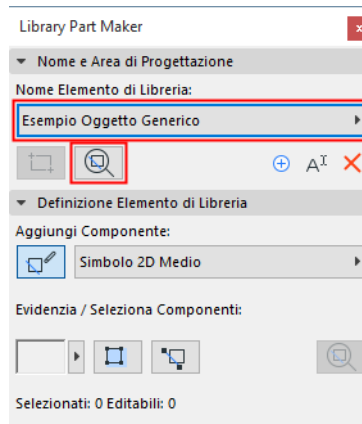 Library Part Maker
Nome e Area di Progettazione
Nome Elemento di Libreria:
Esempio Oggetto Generico
Definizione Elemento di Libreria
Aggiungi Componente:
Simbolo 2D Medio
Evidenzia / Seleziona Componenti:
Selezionati: 0 Editabili: 0